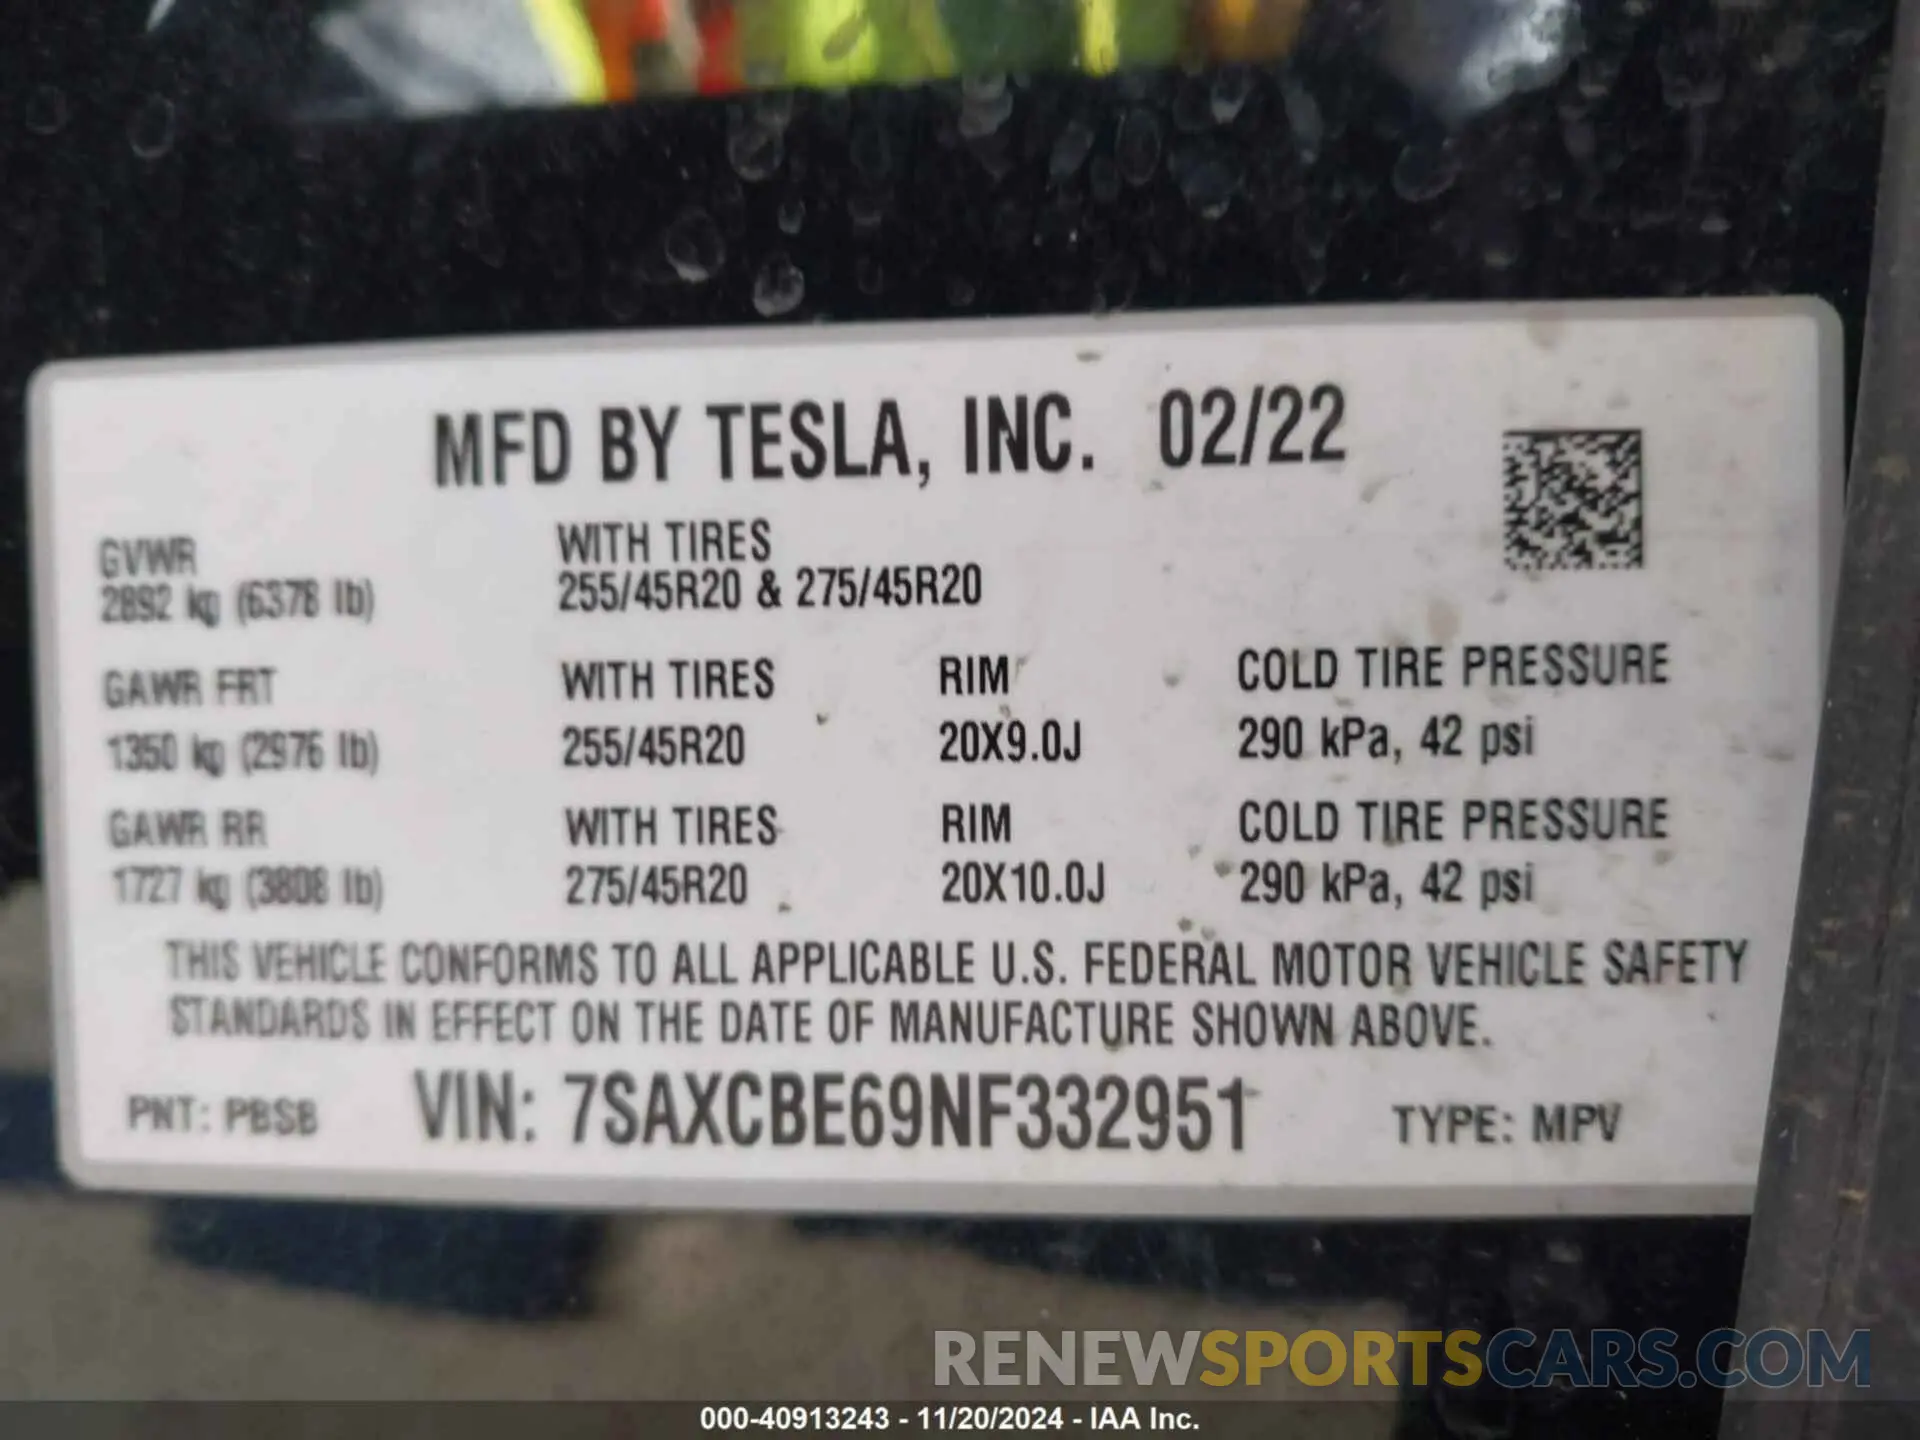 MFD BY TESLA, INC. 02/22
GVWR
2892 kg (6378 lb)
WITH TIRES
255/45R20 & 275/45R20
GAWR FRT WITH TIRES RIM COLD TIRE PRESSURE
1350 kg (2976 lb) 255/45R20 20X9.0J 290 kPa, 42 psi
GAWR RR WITH TIRES RIM COLD TIRE PRESSURE
1727 kg (3808 lb) 275/45R20 20X10.0J 290 kPa, 42 psi
THIS VEHICLE CONFORMS TO ALL APPLICABLE U.S. FEDERAL MOTOR VEHICLE SAFETY
STANDARDS IN EFFECT ON THE DATE OF MANUFACTURE SHOWN ABOVE.
PNT: PBSB VIN: 7SAXCBE69NF332951 TYPE: MPV
RENEWSPORTSCARS.COM
000-40913243 - 11/20/2024 - IAA Inc.